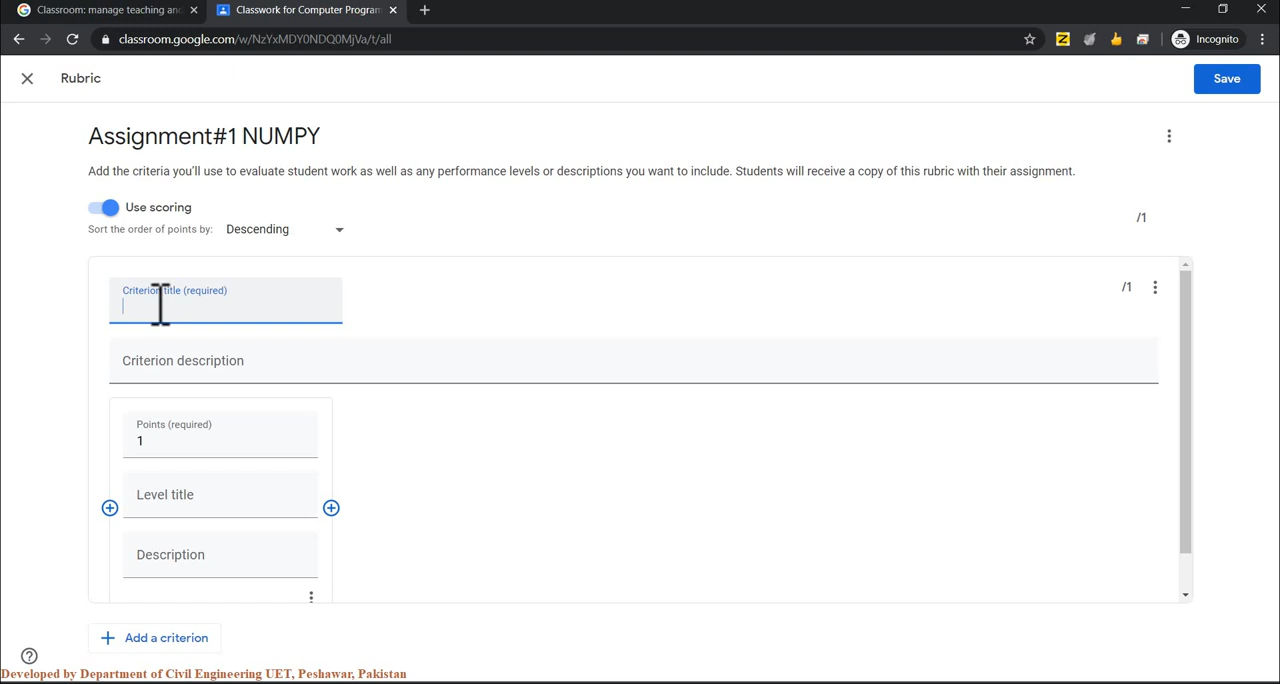 Classroom: manage teaching and
Classwork for Computer Program
classroom.google.com/w/NzYxMDY0NDQ0MjVa/t/all
Incognito
Rubric
Save
Assignment#1 NUMPY
Add the criteria you'll use to evaluate student work as well as any performance levels or descriptions you want to include. Students will receive a copy of this rubric with their assignment.
Use scoring
/1
Sort the order of points by: Descending
Criterion title (required)
/1
Criterion description
Points (required)
1
Level title
Description
Add a criterion
Developed by Department of Civil Engineering UET, Peshawar, Pakistan